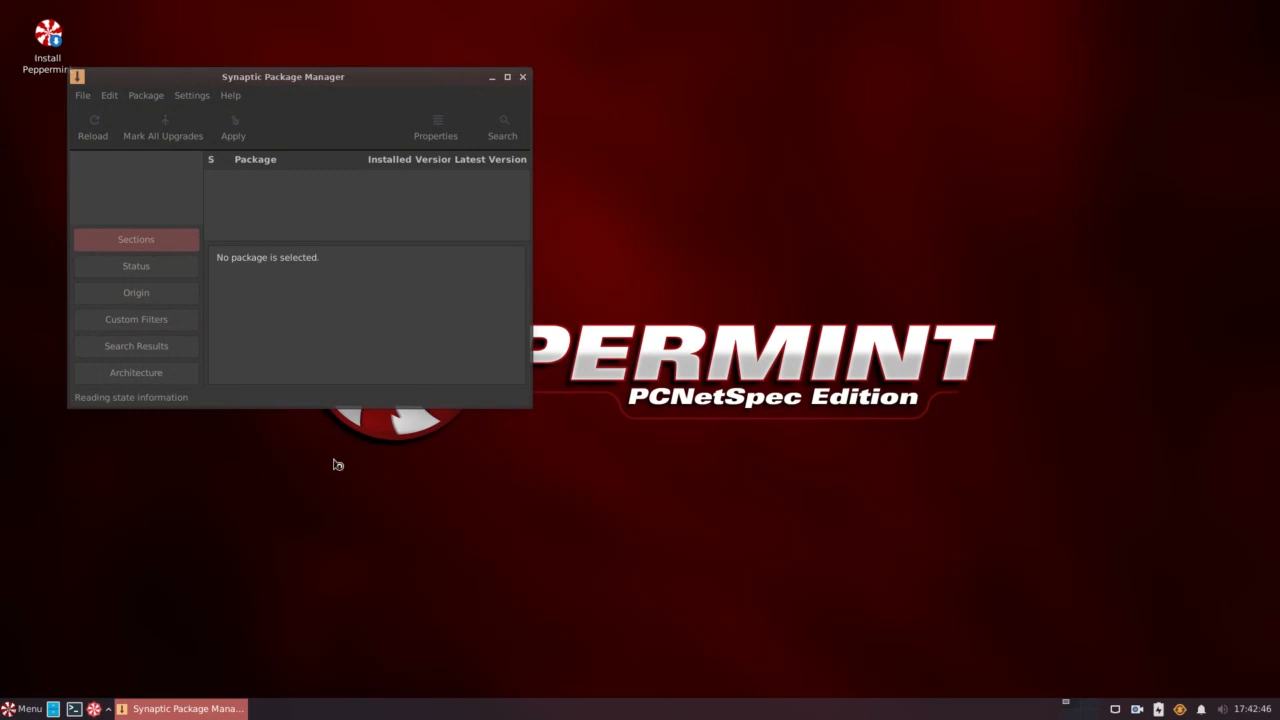 Install
Peppermin
Synaptic Package Manager
File Edit Package Settings Help
Reload Mark All Upgrades Apply Properties Search
S Package Installed Version Latest Version
Sections
Status
Origin
Custom Filters
Search Results
Architecture
No package is selected.
Reading state information
PERMINT
PCNetSpec Edition
Menu Synaptic Package Mana... 17:42:46